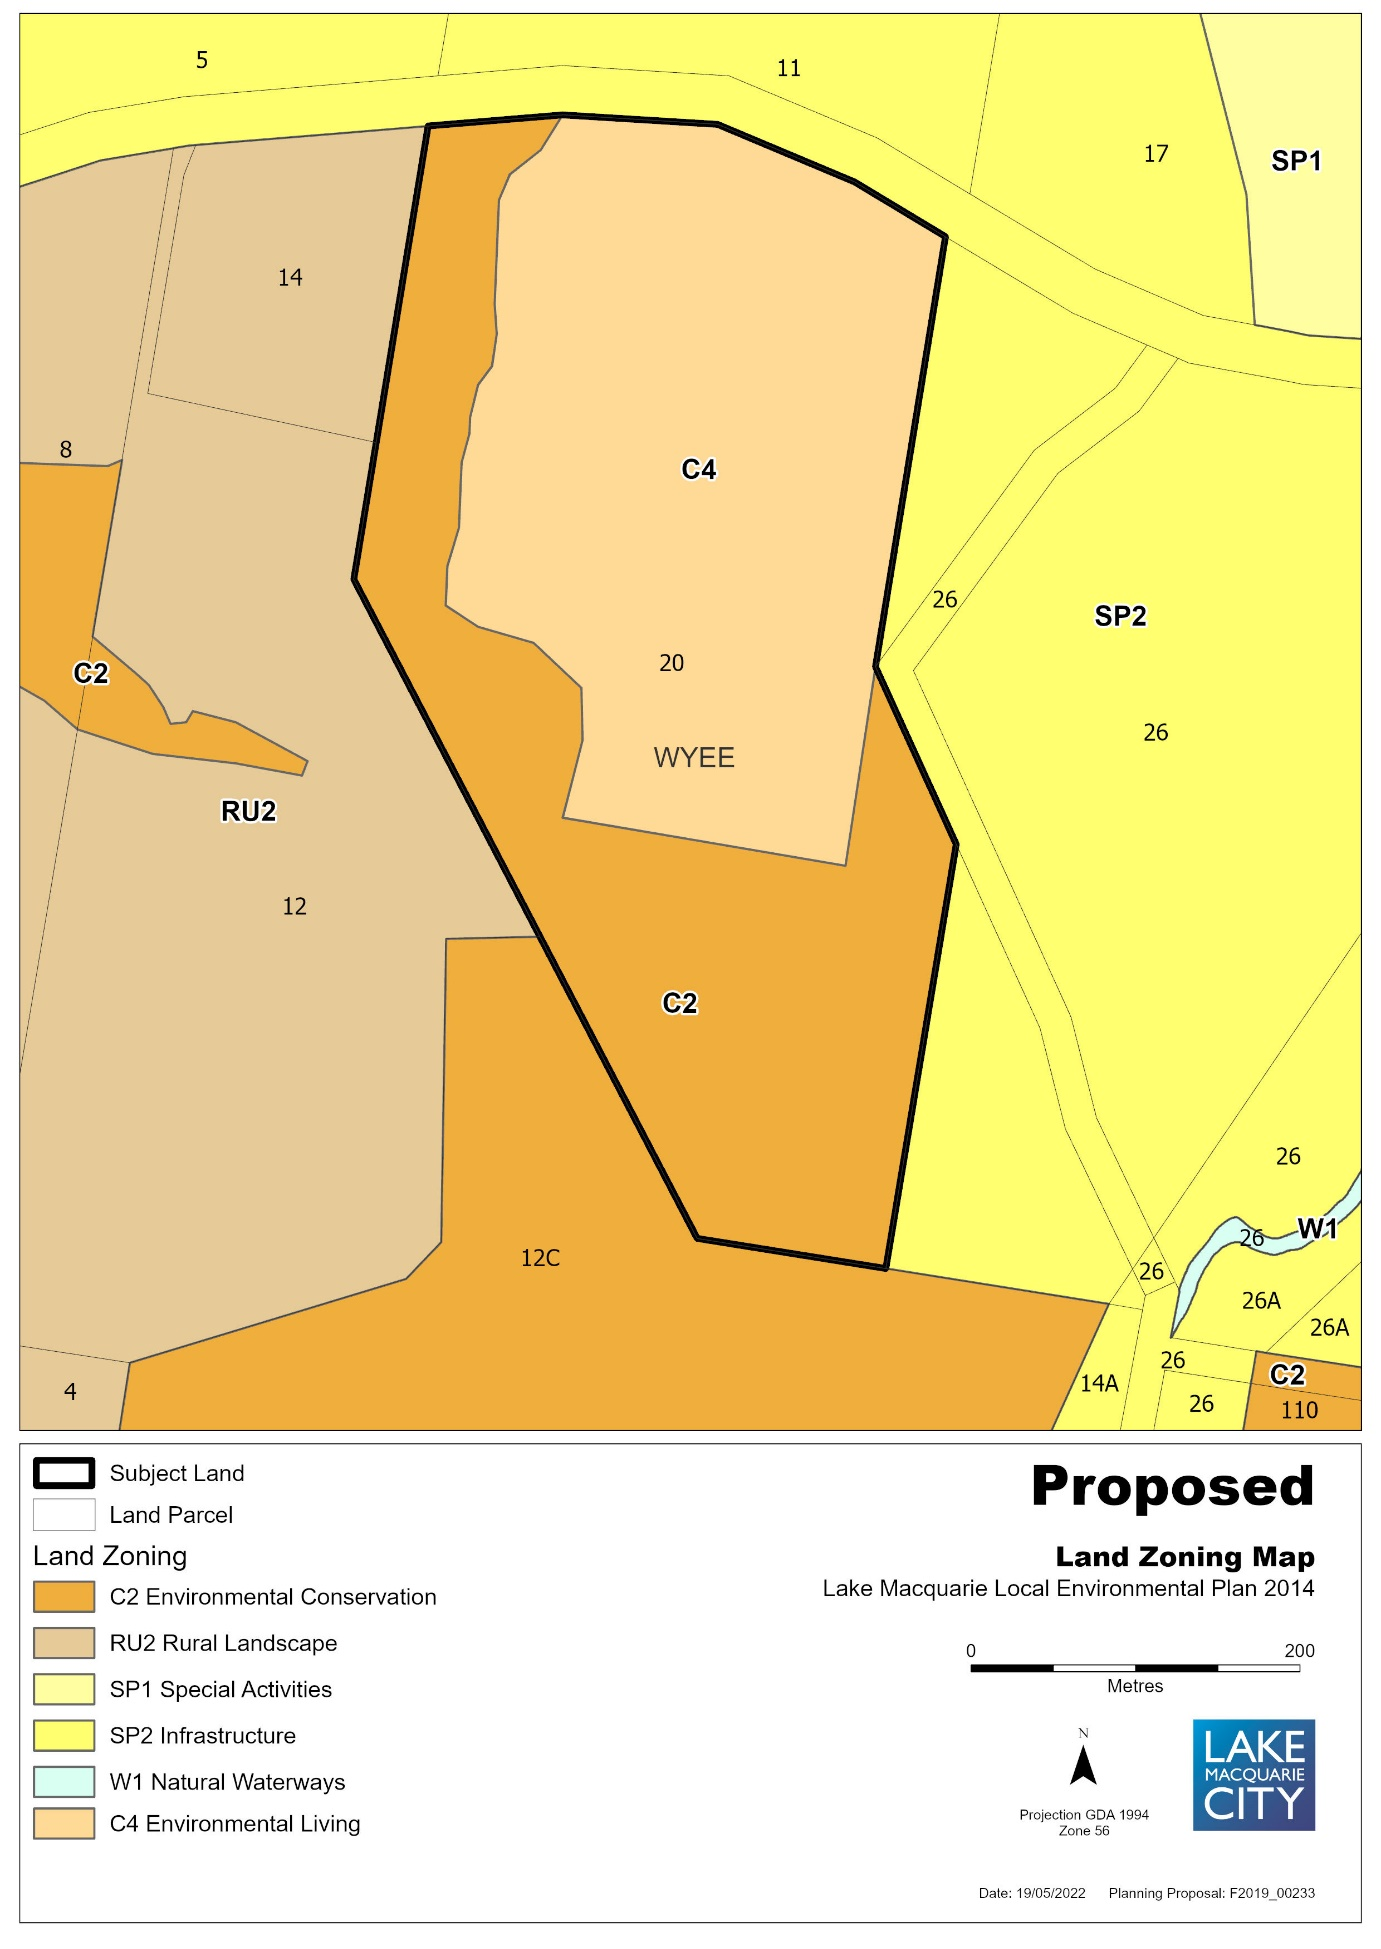 5
11
17
SP1
14
8
C4
26
SP2
20
C2
26
WYEE
RU2
12
C2
26
26
W1
12C
26
26A
26A
26
C2
14A
4
26
110
Subject Land
Land Parcel
Land Zoning
C2 Environmental Conservation
RU2 Rural Landscape
SP1 Special Activities
SP2 Infrastructure
W1 Natural Waterways
C4 Environmental Living
Proposed
Land Zoning Map
Lake Macquarie Local Environmental Plan 2014
0 200
Metres
N
Projection GDA 1994
Zone 56
LAKE
MACQUARIE
CITY
Date: 19/05/2022 Planning Proposal: F2019_00233